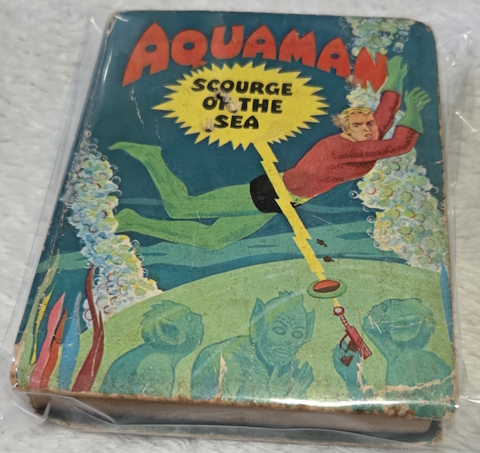 AQUAMAN
SCOURGE
OF THE
SEA